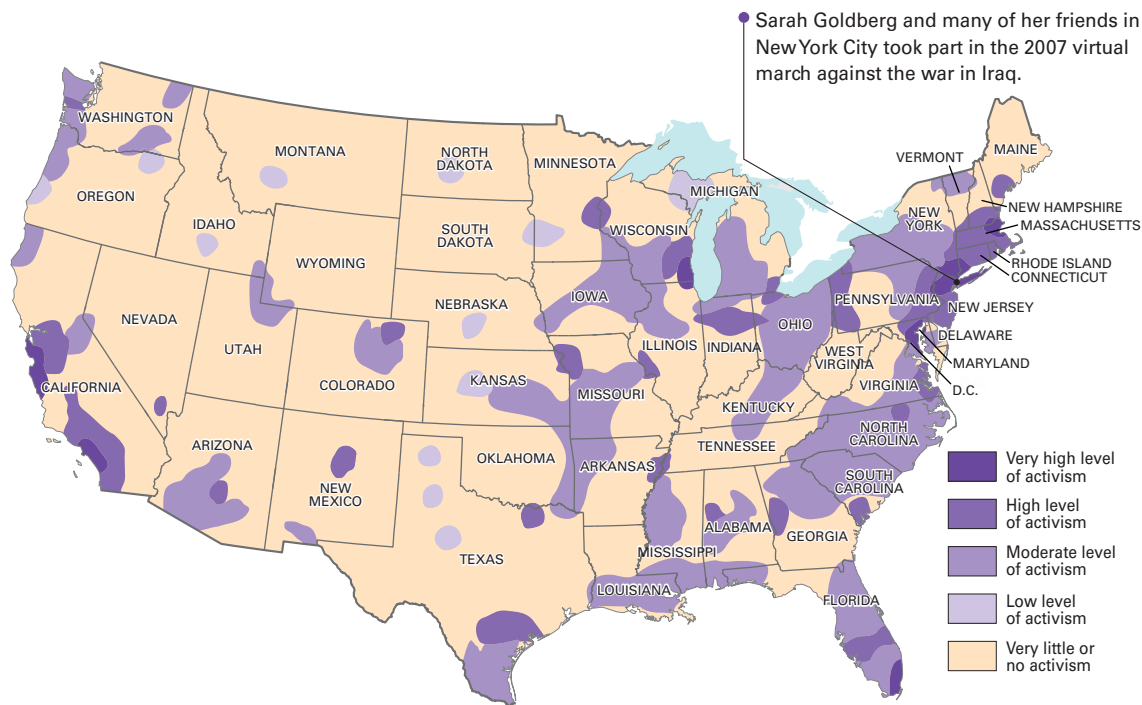 Sarah Goldberg and many of her friends in
New York City took part in the 2007 virtual
march against the war in Iraq.
WASHINGTON
MONTANA
NORTH
DAKOTA
MINNESOTA
MICHIGAN
VERMONT
MAINE
OREGON
IDAHO
SOUTH
DAKOTA
WISCONSIN
NEW
YORK
NEW HAMPSHIRE
MASSACHUSETTS
RHODE ISLAND
CONNECTICUT
WYOMING
NEBRASKA
IOWA
PENNSYLVANIA
NEW JERSEY
NEVADA
UTAH
COLORADO
KANSAS
MISSOURI
ILLINOIS
INDIANA
OHIO
WEST
VIRGINIA
DELAWARE
MARYLAND
D.C.
CALIFORNIA
VIRGINIA
KENTUCKY
ARIZONA
NEW
MEXICO
OKLAHOMA
ARKANSAS
TENNESSEE
NORTH
CAROLINA
SOUTH
CAROLINA
TEXAS
LOUISIANA
MISSISSIPPI
ALABAMA
GEORGIA
FLORIDA
Very high level
of activism
High level
of activism
Moderate level
of activism
Low level
of activism
Very little or
no activism